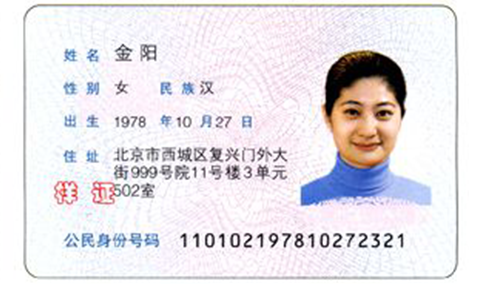 姓名 金阳
性别 女 民族 汉
出生 1978 年 10 月 27 日
住址 北京市西城区复兴门外大
街999号院11号楼3单元
样 证 502室
公民身份号码 110102197810272321